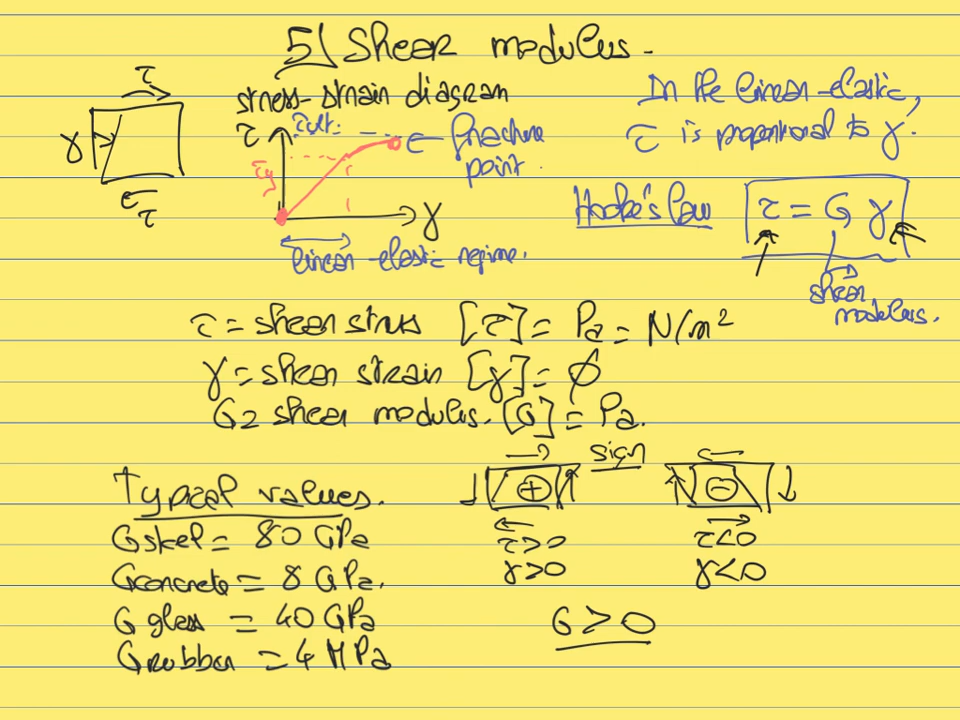 5) Shear modulus.
τ
γ
τ
stress-strain diagram
τ
τult.
τy
fracture point.
γ
linear-elastic regime.
In the linear-elastic,
τ is proportional to γ.
Hooke's law τ = G γ
shear modulus.
τ = shear stress [τ] = Pa = N/m²
γ = shear strain [γ] = ϕ
G = shear modulus. [G] = Pa.
sign
⊕ ⊖
τ>0 τ<0
γ>0 γ<0
G ≥ 0
Typical values.
Gsteel = 80 GPa
Gconcrete = 8 GPa.
G glass = 40 GPa
Grubber = 4 MPa